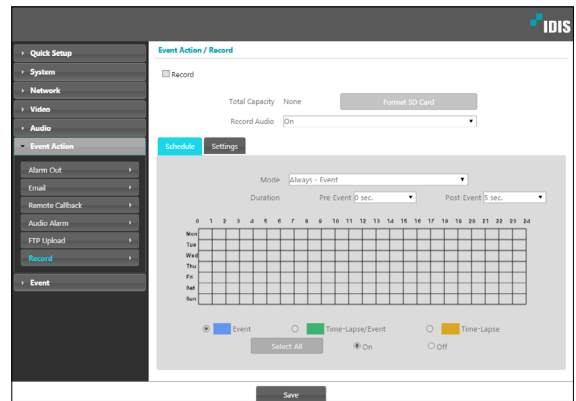 IDIS
Quick Setup
System
Network
Video
Audio
Event Action
Alarm Out
Email
Remote Callback
Audio Alarm
FTP Upload
Record
Event
Event Action / Record
Record
Total Capacity None Format SD Card
Record Audio On
Schedule Settings
Mode Always - Event
Duration Pre Event 0 sec. Post Event 5 sec.
0 1 2 3 4 5 6 7 8 9 10 11 12 13 14 15 16 17 18 19 20 21 22 23 24
Mon
Tue
Wed
Thu
Fri
Sat
Sun
Event Time-Lapse/Event Time-Lapse
Select All On Off
Save